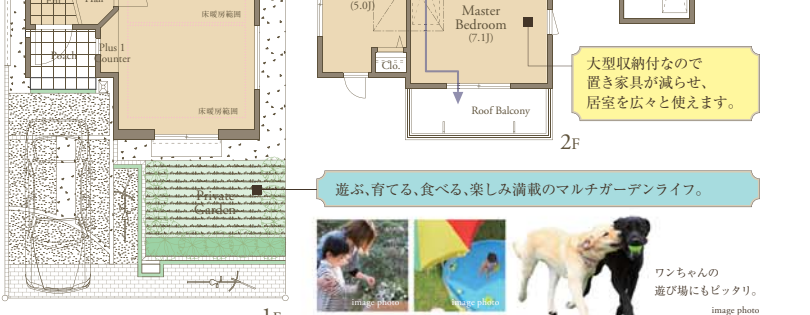 床暖房範囲
Plus 1
Counter
Porch
床暖房範囲
Private
Garden
(5.0J)
Clo.
Master
Bedroom
(7.1J)
Roof Balcony
2F
大型収納付なので
置き家具が減らせ、
居室を広々と使えます。
遊ぶ、育てる、食べる、楽しみ満載のマルチガーデンライフ。
image photo
image photo
ワンちゃんの
遊び場にもピッタリ。
image photo